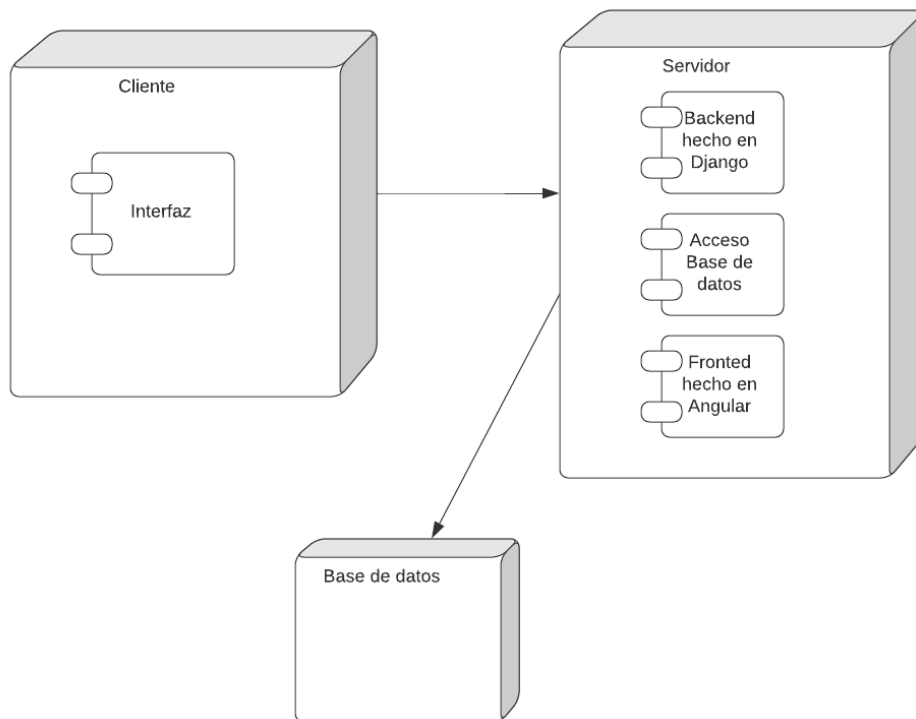 Cliente
Interfaz
Servidor
Backend
hecho en
Django
Acceso
Base de
datos
Fronted
hecho en
Angular
Base de datos